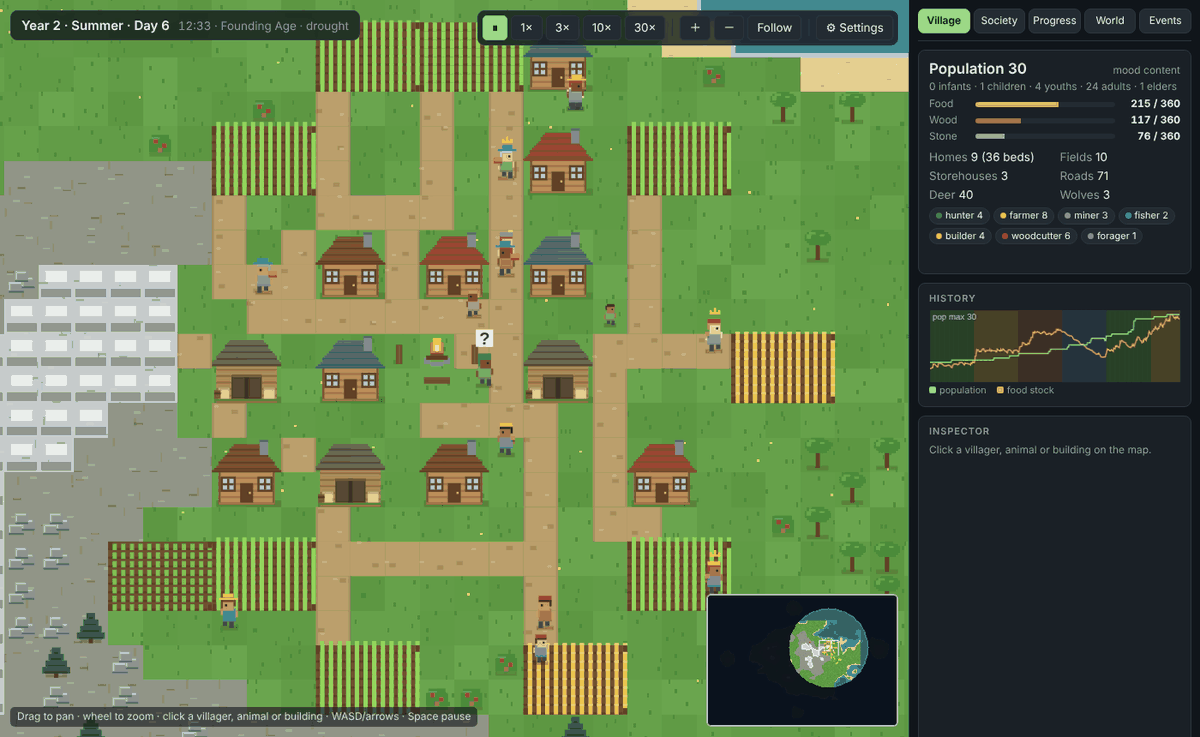 Year 2 · Summer · Day 6 12:33 · Founding Age · drought
1× 3× 10× 30× + − Follow ⚙ Settings
Village Society Progress World Events
Population 30 mood content
0 infants · 1 children · 4 youths · 24 adults · 1 elders
Food 215 / 360
Wood 117 / 360
Stone 76 / 360
Homes 9 (36 beds) Fields 10
Storehouses 3 Roads 71
Deer 40 Wolves 3
hunter 4 farmer 8 miner 3 fisher 2
builder 4 woodcutter 6 forager 1
HISTORY
pop max 30
population food stock
INSPECTOR
Click a villager, animal or building on the map.
?
Drag to pan · wheel to zoom · click a villager, animal or building · WASD/arrows · Space pause